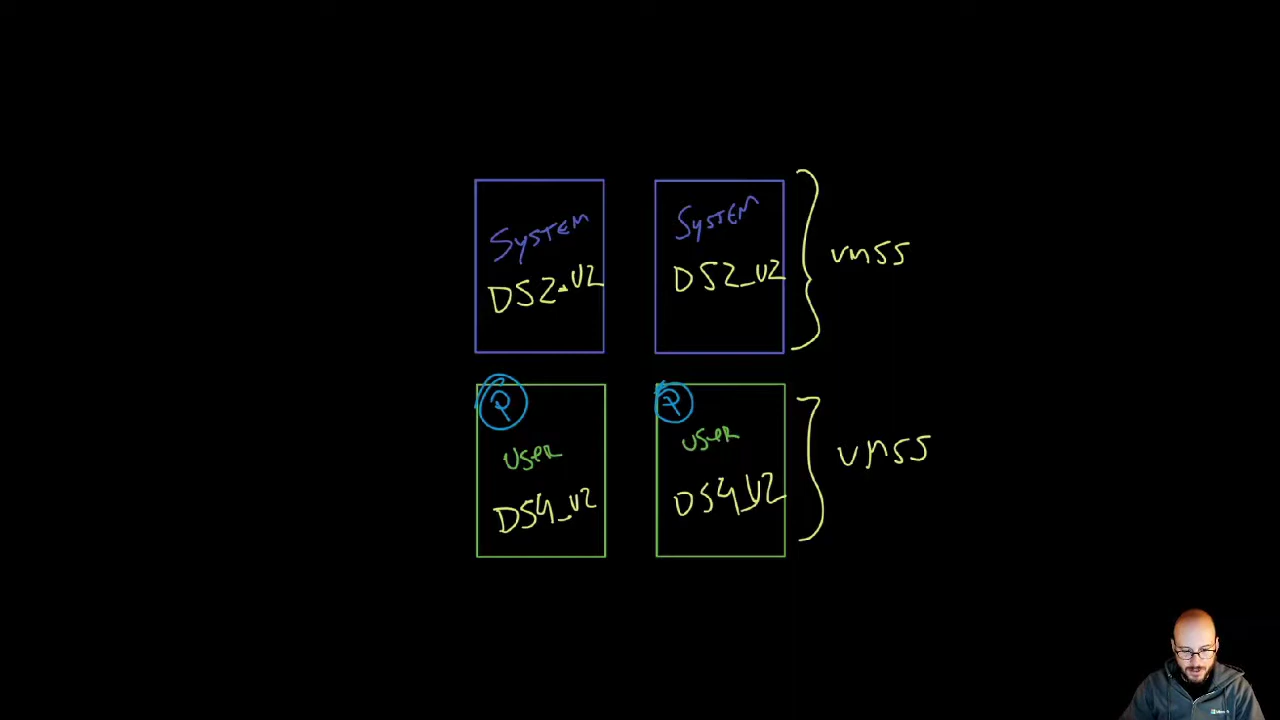 SYSTEM
DS2_V2
SYSTEM
DS2_V2
VMSS
P
USER
DS4_V2
P
USER
DS4_V2
VMSS